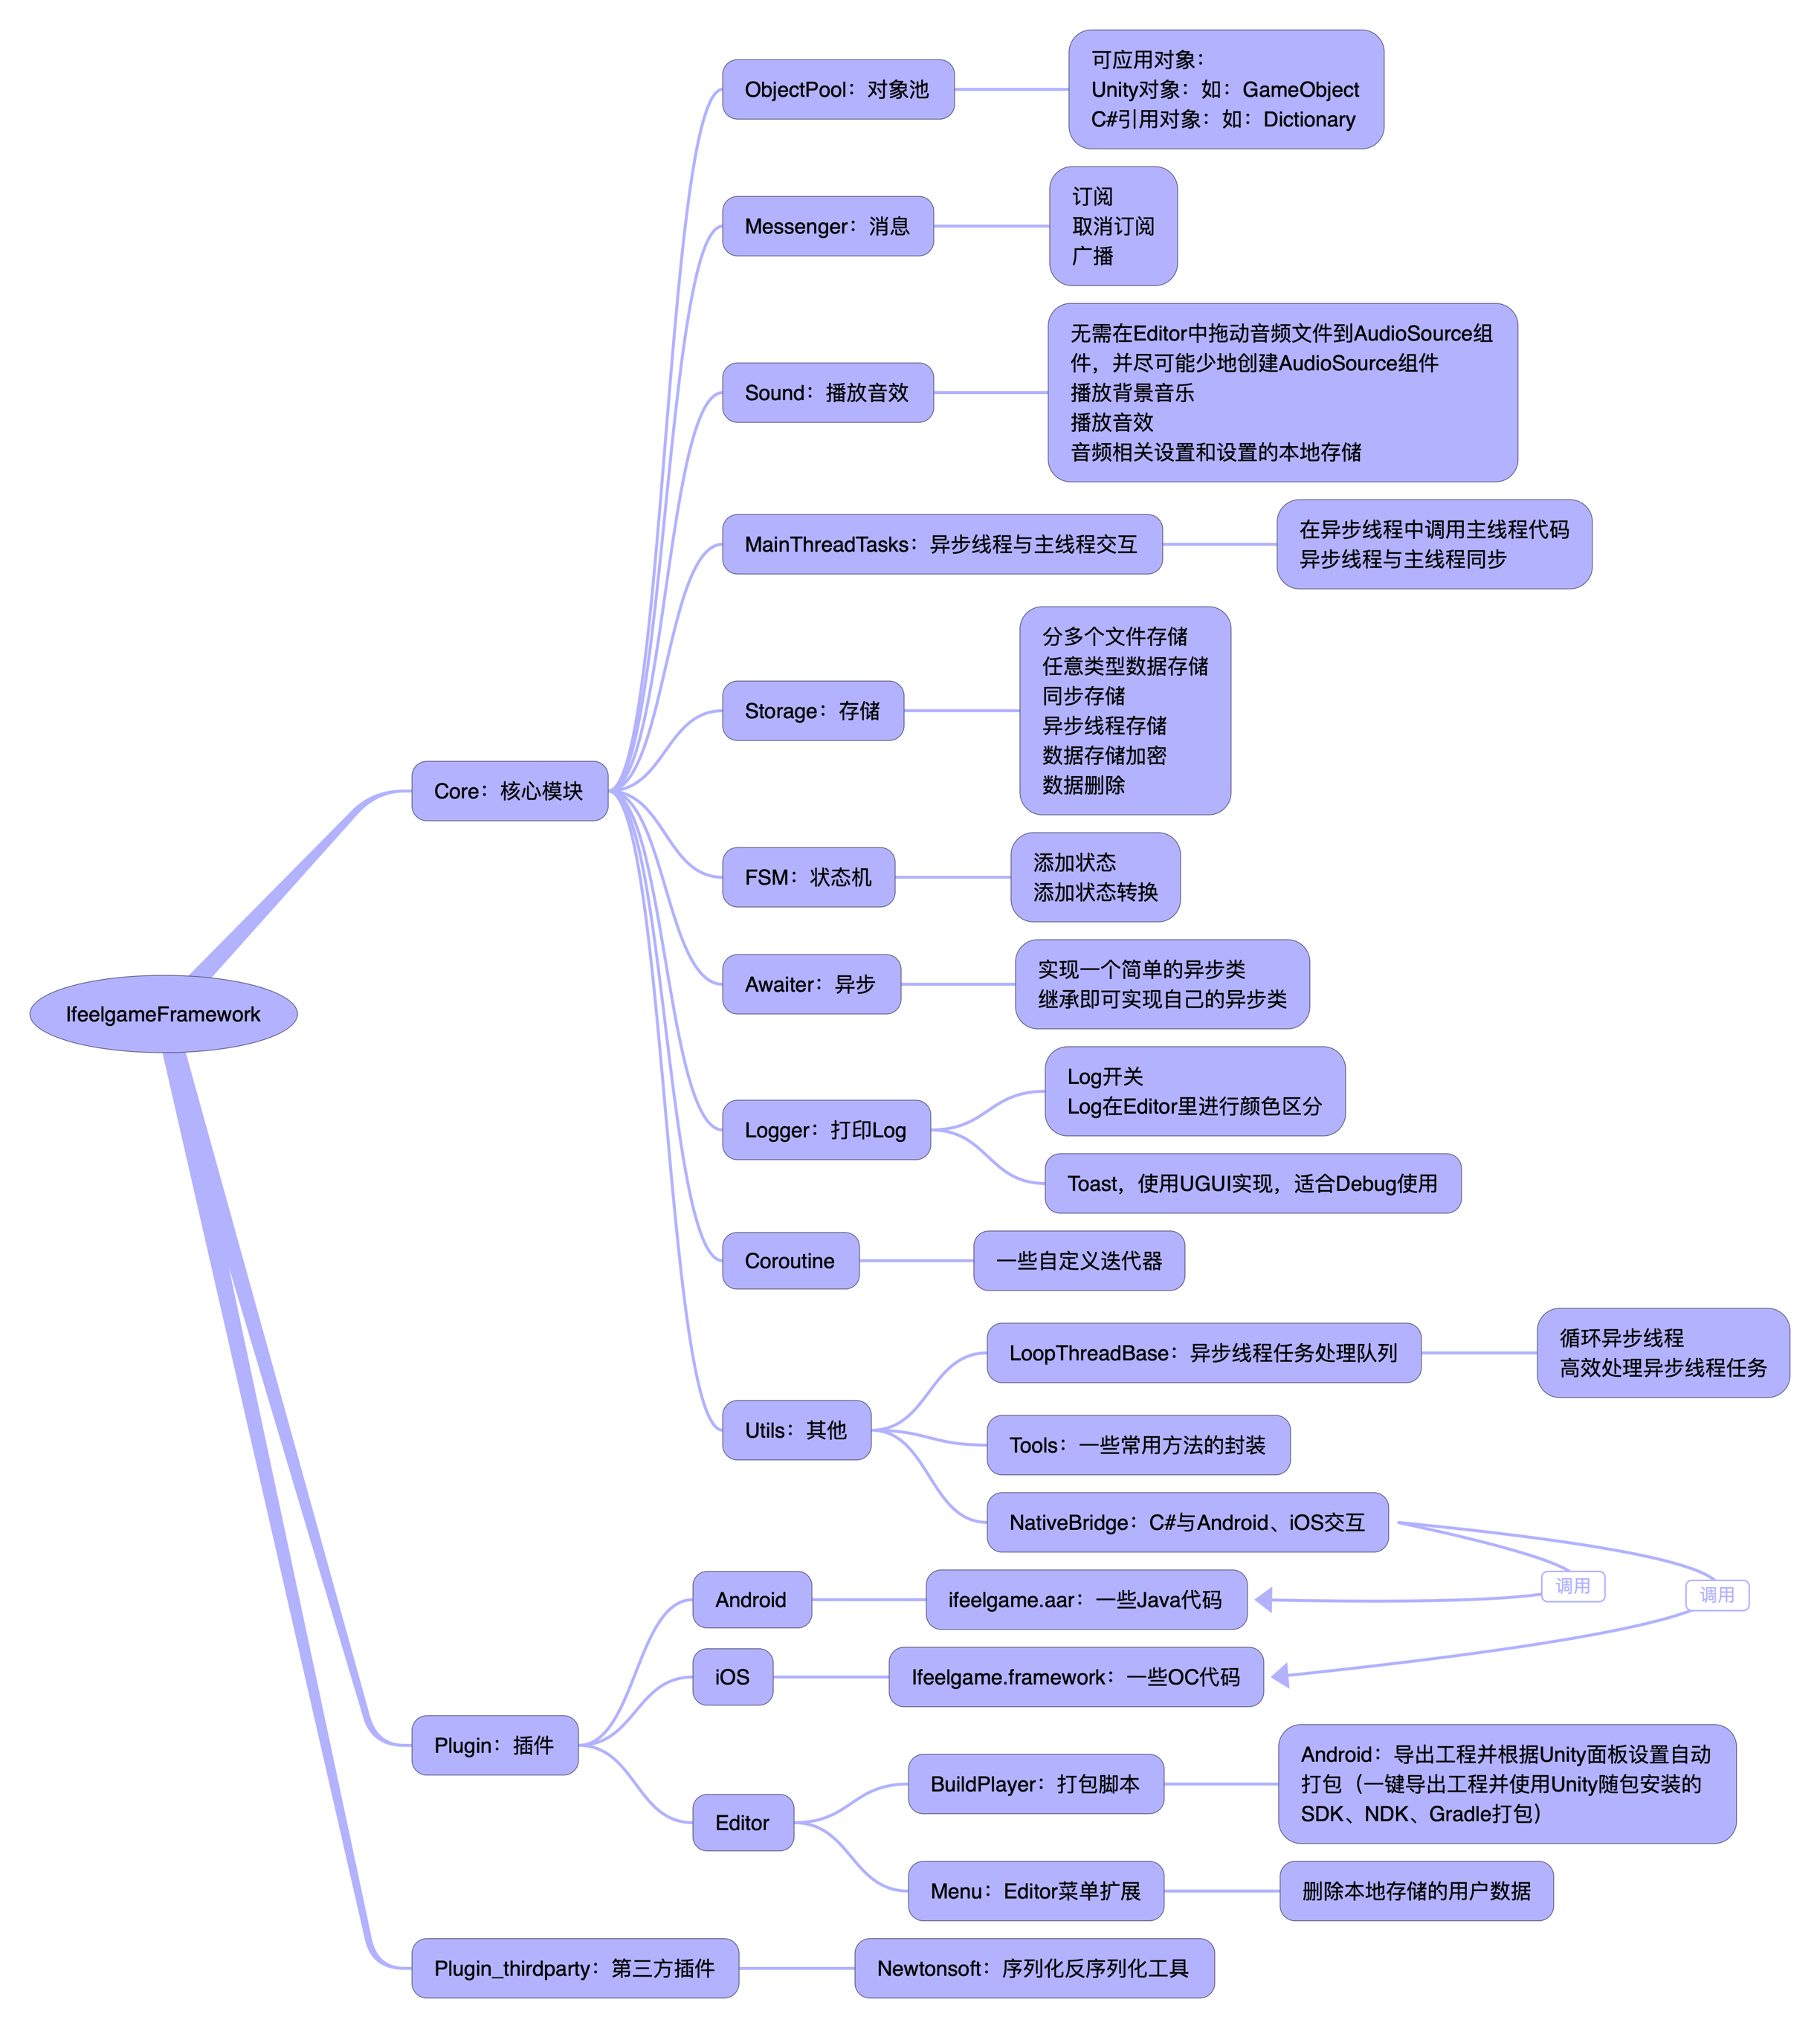 IfeelgameFramework
Core：核心模块
ObjectPool：对象池
可应用对象：
Unity对象：如：GameObject
C#引用对象：如：Dictionary
Messenger：消息
订阅
取消订阅
广播
Sound：播放音效
无需在Editor中拖动音频文件到AudioSource组
件，并尽可能少地创建AudioSource组件
播放背景音乐
播放音效
音频相关设置和设置的本地存储
MainThreadTasks：异步线程与主线程交互
在异步线程中调用主线程代码
异步线程与主线程同步
Storage：存储
分多个文件存储
任意类型数据存储
同步存储
异步线程存储
数据存储加密
数据删除
FSM：状态机
添加状态
添加状态转换
Awaiter：异步
实现一个简单的异步类
继承即可实现自己的异步类
Logger：打印Log
Log开关
Log在Editor里进行颜色区分
Toast，使用UGUI实现，适合Debug使用
Coroutine
一些自定义迭代器
Utils：其他
LoopThreadBase：异步线程任务处理队列
循环异步线程
高效处理异步线程任务
Tools：一些常用方法的封装
NativeBridge：C#与Android、iOS交互
调用
调用
Plugin：插件
Android
ifeelgame.aar：一些Java代码
iOS
Ifeelgame.framework：一些OC代码
Editor
BuildPlayer：打包脚本
Android：导出工程并根据Unity面板设置自动
打包（一键导出工程并使用Unity随包安装的
SDK、NDK、Gradle打包）
Menu：Editor菜单扩展
删除本地存储的用户数据
Plugin_thirdparty：第三方插件
Newtonsoft：序列化反序列化工具